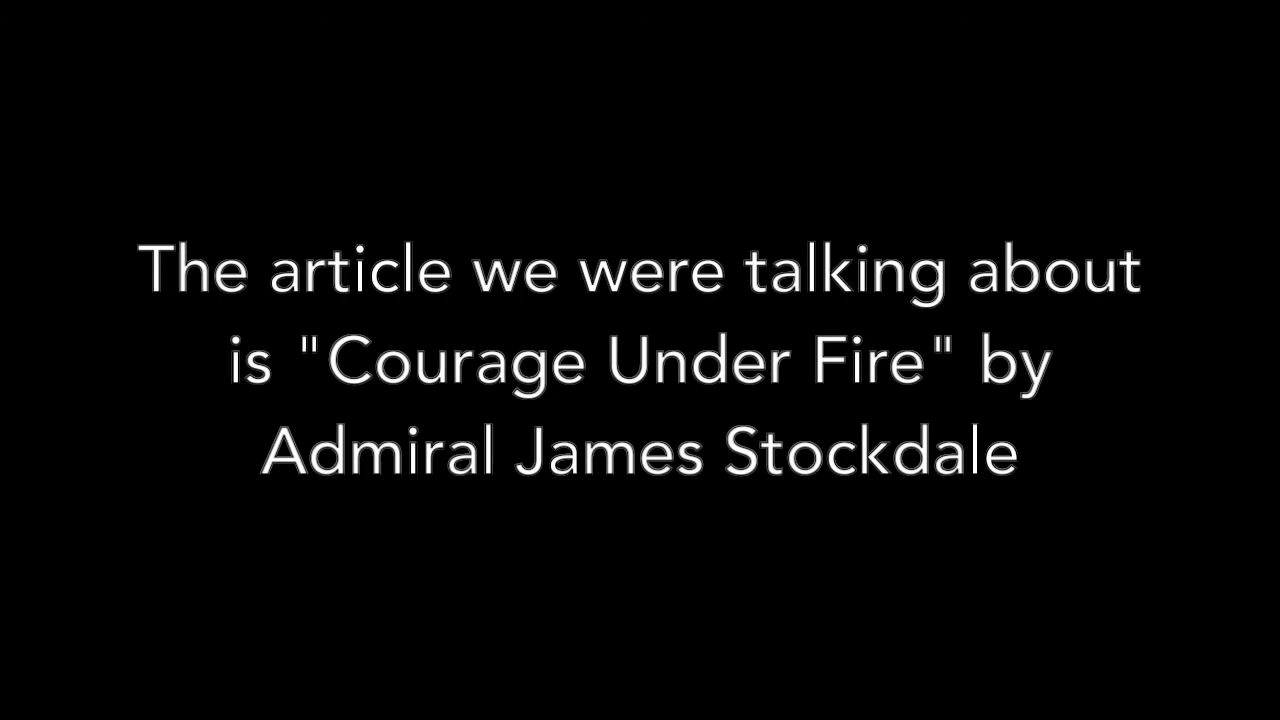 The article we were talking about
is "Courage Under Fire" by
Admiral James Stockdale